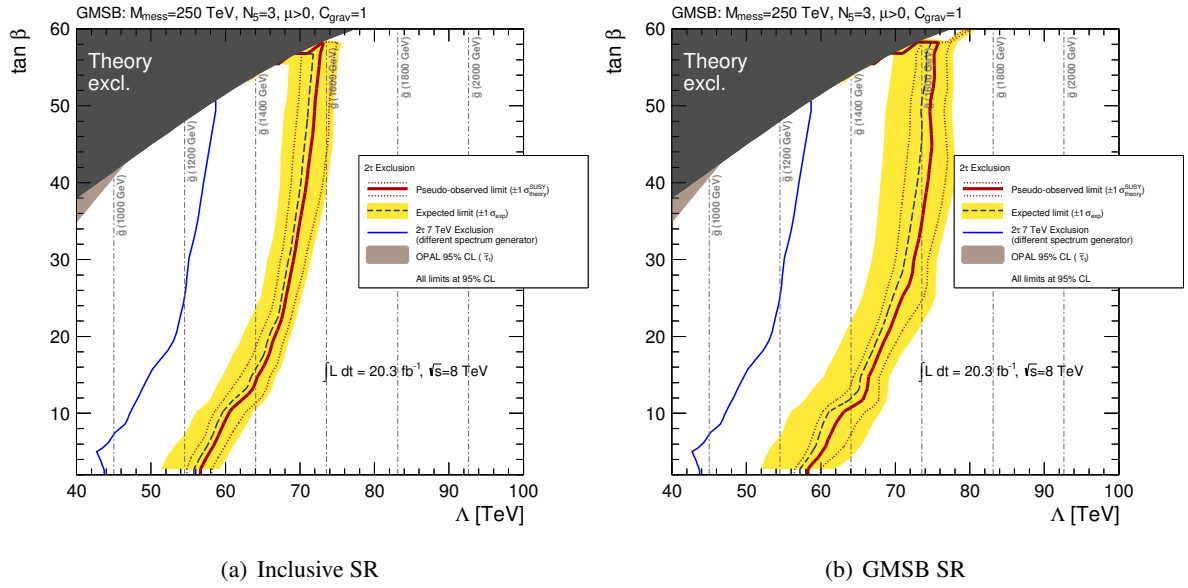 GMSB: M_mess=250 TeV, N_5=3, μ>0, C_grav=1
tan β
60
50
40
30
20
10
Theory
excl.
g̃ (1000 GeV)
g̃ (1200 GeV)
g̃ (1400 GeV)
g̃ (1600 GeV)
g̃ (1800 GeV)
g̃ (2000 GeV)
2τ Exclusion
Pseudo-observed limit (±1 σ^SUSY_theory)
Expected limit (±1 σ_exp)
2τ 7 TeV Exclusion
(different spectrum generator)
OPAL 95% CL ( τ̃_1)
All limits at 95% CL
∫L dt = 20.3 fb^-1, √s=8 TeV
40 50 60 70 80 90 100
Λ [TeV]
(a) Inclusive SR
GMSB: M_mess=250 TeV, N_5=3, μ>0, C_grav=1
tan β
60
50
40
30
20
10
Theory
excl.
g̃ (1000 GeV)
g̃ (1200 GeV)
g̃ (1400 GeV)
g̃ (1600 GeV)
g̃ (1800 GeV)
g̃ (2000 GeV)
2τ Exclusion
Pseudo-observed limit (±1 σ^SUSY_theory)
Expected limit (±1 σ_exp)
2τ 7 TeV Exclusion
(different spectrum generator)
OPAL 95% CL ( τ̃_1)
All limits at 95% CL
∫L dt = 20.3 fb^-1, √s=8 TeV
40 50 60 70 80 90 100
Λ [TeV]
(b) GMSB SR